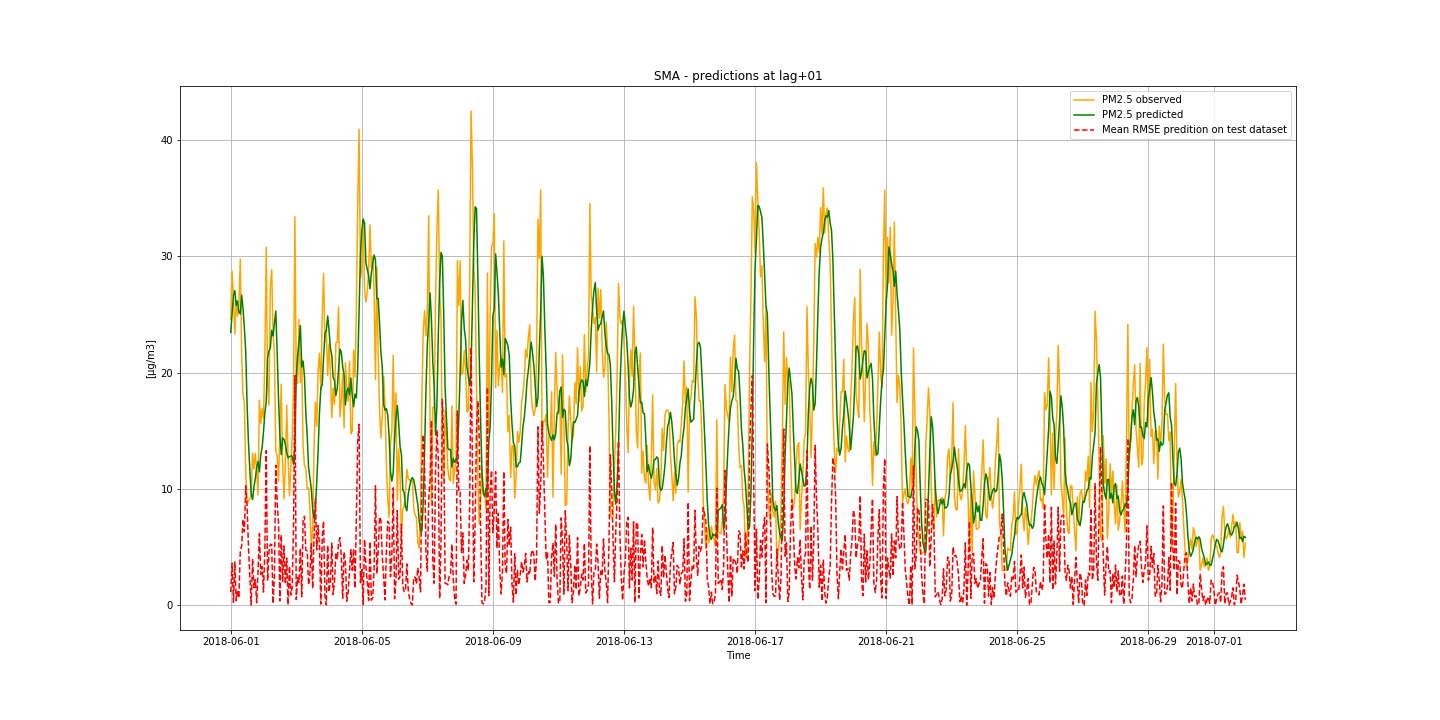 SMA - predictions at lag+01
PM2.5 observed
PM2.5 predicted
Mean RMSE predition on test dataset
[µg/m3]
40
30
20
10
0
2018-06-01 2018-06-05 2018-06-09 2018-06-13 2018-06-17 2018-06-21 2018-06-25 2018-06-29 2018-07-01
Time